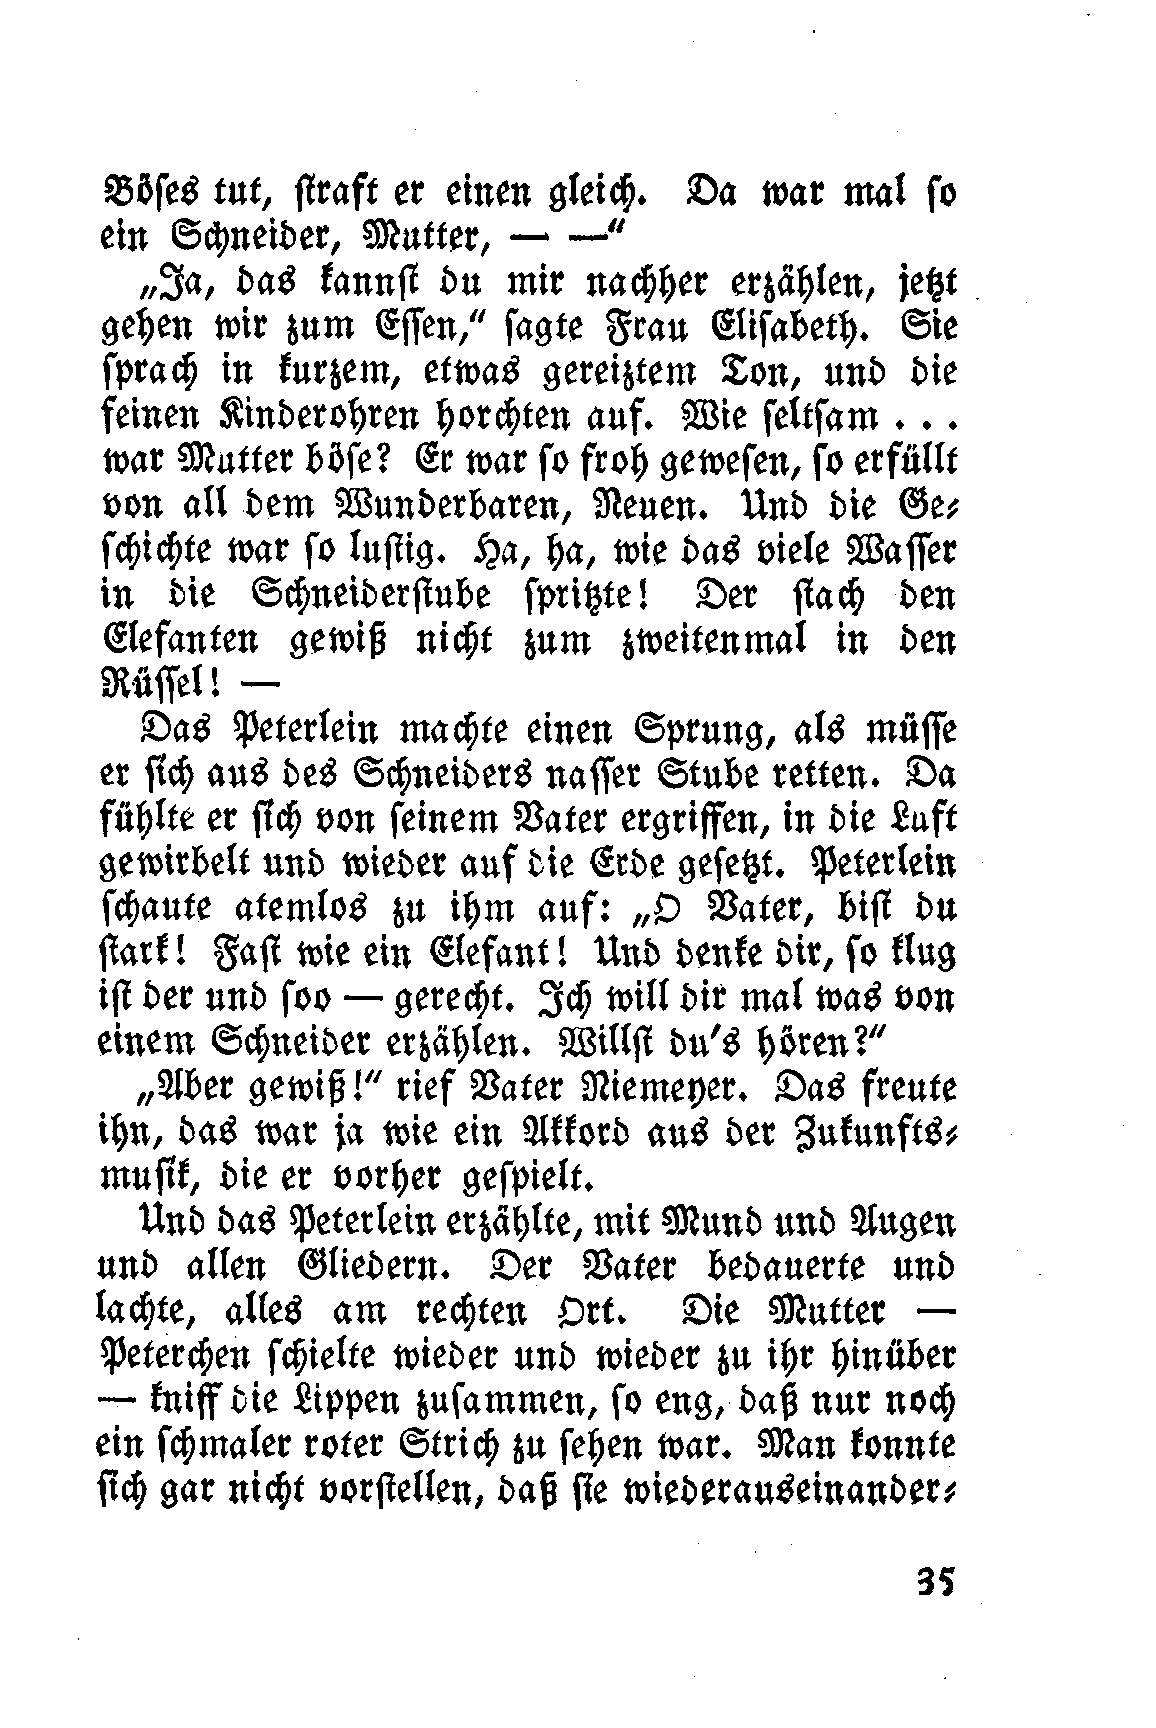 Böses tut, straft er einen gleich. Da war mal so
ein Schneider, Mutter, — —“
„Ja, das kannst du mir nachher erzählen, jetzt
gehen wir zum Essen,“ sagte Frau Elisabeth. Sie
sprach in kurzem, etwas gereiztem Ton, und die
feinen Kinderohren horchten auf. Wie seltsam . . .
war Mutter böse? Er war so froh gewesen, so erfüllt
von all dem Wunderbaren, Neuen. Und die Ge-
schichte war so lustig. Ha, ha, wie das viele Wasser
in die Schneiderstube spritzte! Der stach den
Elefanten gewiß nicht zum zweitenmal in den
Rüssel! —
Das Peterlein machte einen Sprung, als müsse
er sich aus des Schneiders nasser Stube retten. Da
fühlte er sich von seinem Vater ergriffen, in die Luft
gewirbelt und wieder auf die Erde gesetzt. Peterlein
schaute atemlos zu ihm auf: „O Vater, bist du
stark! Fast wie ein Elefant! Und denke dir, so klug
ist der und soo — gerecht. Ich will dir mal was von
einem Schneider erzählen. Willst du's hören?“
„Aber gewiß!“ rief Vater Niemeyer. Das freute
ihn, das war ja wie ein Akkord aus der Zukunfts-
musik, die er vorher gespielt.
Und das Peterlein erzählte, mit Mund und Augen
und allen Gliedern. Der Vater bedauerte und
lachte, alles am rechten Ort. Die Mutter —
Peterchen schielte wieder und wieder zu ihr hinüber
— kniff die Lippen zusammen, so eng, daß nur noch
ein schmaler roter Strich zu sehen war. Man konnte
sich gar nicht vorstellen, daß sie wiederauseinander-
35